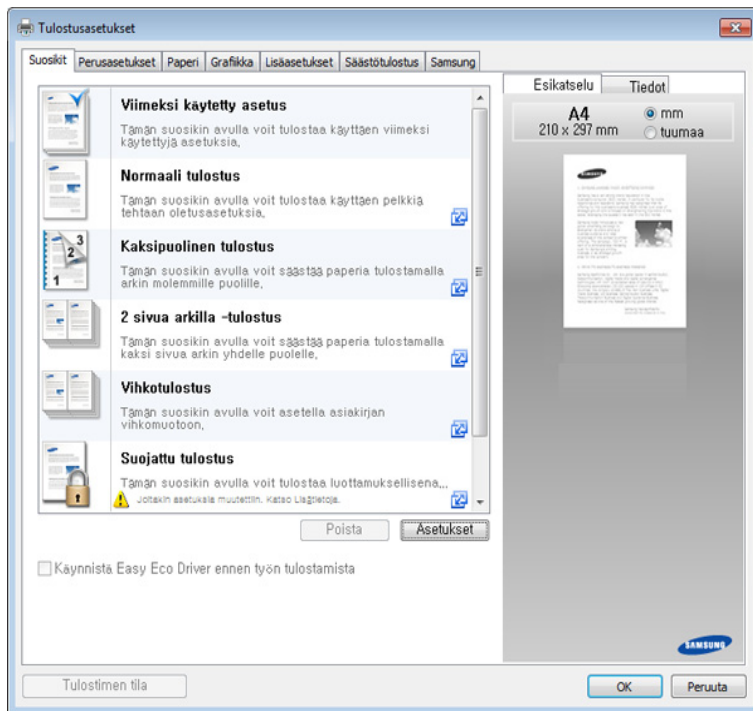 Tulostusasetukset
Suosikit Perusasetukset Paperi Grafiikka Lisäasetukset Säästötulostus Samsung
Viimeksi käytetty asetus
Tämän suosikin avulla voit tulostaa käyttäen viimeksi
käytettyjä asetuksia.
Normaali tulostus
Tämän suosikin avulla voit tulostaa käyttäen pelkkiä
tehtaan oletusasetuksia.
Kaksipuolinen tulostus
Tämän suosikin avulla voit säästää paperia tulostamalla
arkin molemmille puolille.
2 sivua arkilla -tulostus
Tämän suosikin avulla voit säästää paperia tulostamalla
kaksi sivua arkin yhdelle puolelle.
Vihkotulostus
Tämän suosikin avulla voit asetella asiakirjan
vihkomuotoon.
Suojattu tulostus
Tämän suosikin avulla voit tulostaa luottamuksellisena...
Joitakin asetuksia muutettiin. Katso Lisätietoja.
Poista Asetukset
Käynnistä Easy Eco Driver ennen työn tulostamista
Esikatselu Tiedot
A4
210 x 297 mm
mm
tuumaa
SAMSUNG
Tulostimen tila
OK Peruuta